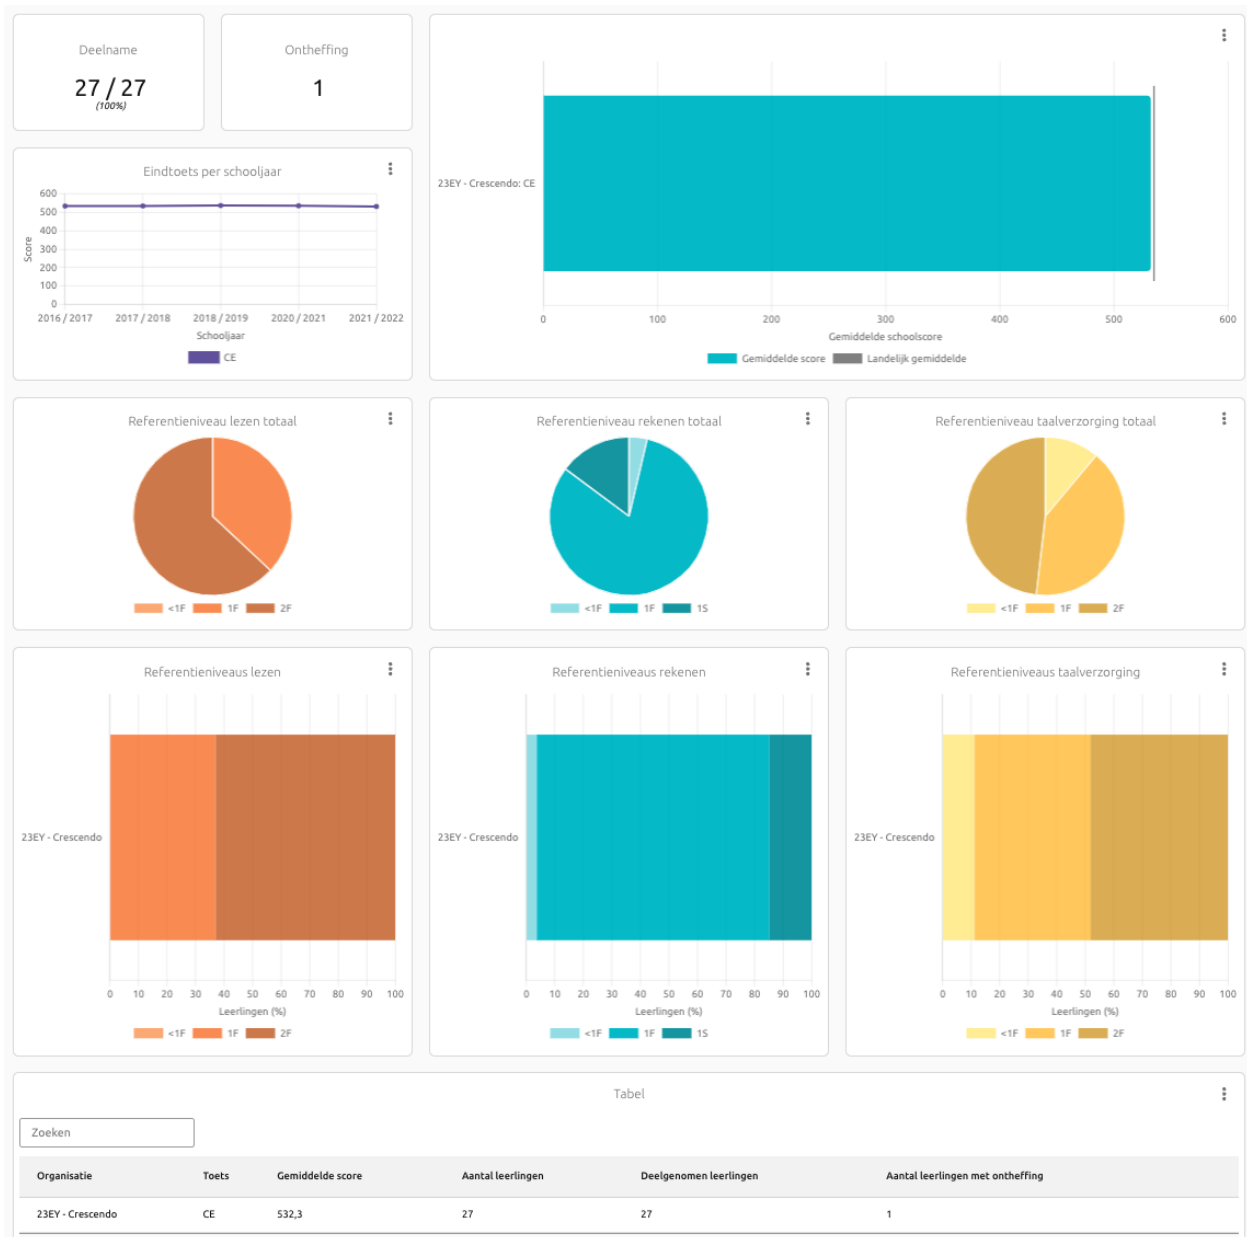 Deelname
27 / 27
(100%)
Ontheffing
1
23EY - Crescendo: CE
0 100 200 300 400 500 600
Gemiddelde schoolscore
Gemiddelde score Landelijk gemiddelde
Eindtoets per schooljaar
600
500
400
300
200
100
0
Score
2016 / 2017 2017 / 2018 2018 / 2019 2020 / 2021 2021 / 2022
Schooljaar
CE
Referentieniveau lezen totaal
<1F 1F 2F
Referentieniveau rekenen totaal
<1F 1F 1S
Referentieniveau taalverzorging totaal
<1F 1F 2F
Referentieniveaus lezen
23EY - Crescendo
0 10 20 30 40 50 60 70 80 90 100
Leerlingen (%)
<1F 1F 2F
Referentieniveaus rekenen
23EY - Crescendo
0 10 20 30 40 50 60 70 80 90 100
Leerlingen (%)
<1F 1F 1S
Referentieniveaus taalverzorging
23EY - Crescendo
0 10 20 30 40 50 60 70 80 90 100
Leerlingen (%)
<1F 1F 2F
Tabel
Zoeken
Organisatie Toets Gemiddelde score Aantal leerlingen Deelgenomen leerlingen Aantal leerlingen met ontheffing
23EY - Crescendo CE 532,3 27 27 1